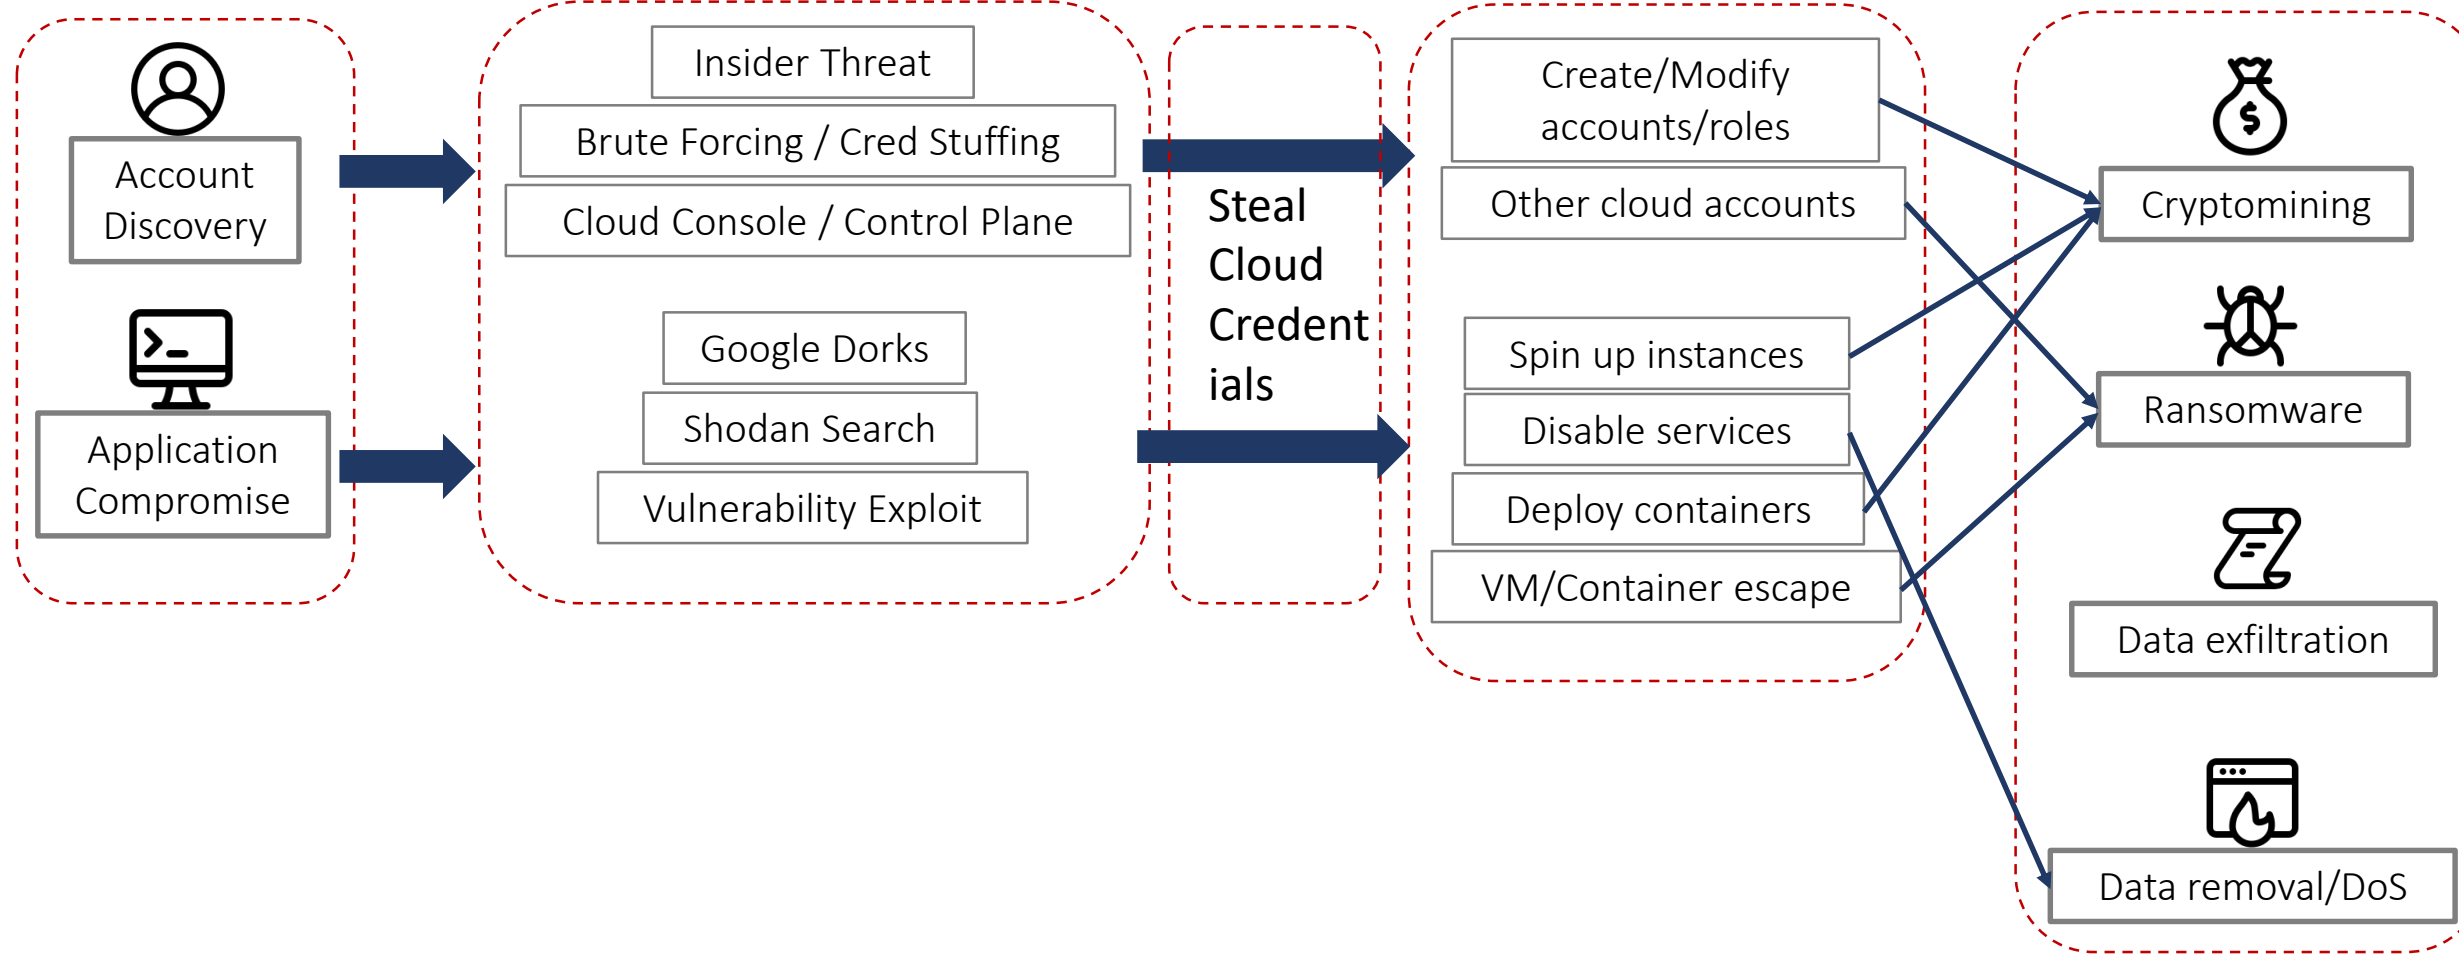 Account
Discovery
Application
Compromise
Insider Threat
Brute Forcing / Cred Stuffing
Cloud Console / Control Plane
Google Dorks
Shodan Search
Vulnerability Exploit
Steal
Cloud
Credent
ials
Create/Modify
accounts/roles
Other cloud accounts
Spin up instances
Disable services
Deploy containers
VM/Container escape
$
Cryptomining
Ransomware
Data exfiltration
Data removal/DoS